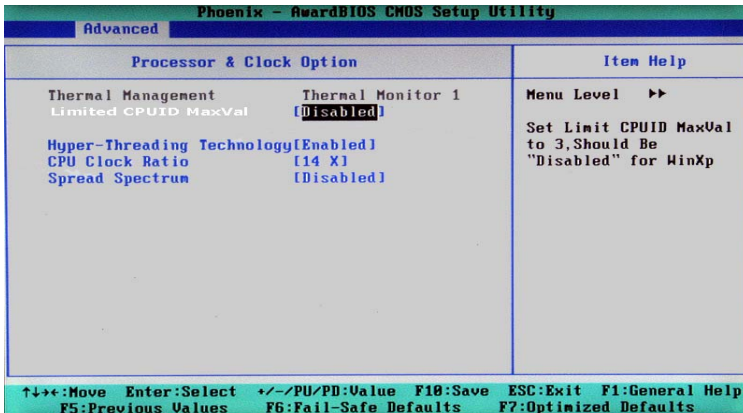 Phoenix - AwardBIOS CMOS Setup Utility
Advanced
Processor & Clock Option
Item Help
Thermal Management Thermal Monitor 1
Limited CPUID MaxVal [Disabled]
Hyper-Threading Technology[Enabled]
CPU Clock Ratio [14 X]
Spread Spectrum [Disabled]
Menu Level ▶▶
Set Limit CPUID MaxVal
to 3,Should Be
"Disabled" for WinXp
↑↓→←:Move Enter:Select +/-/PU/PD:Value F10:Save ESC:Exit F1:General Help
F5:Previous Values F6:Fail-Safe Defaults F7:Optimized Defaults